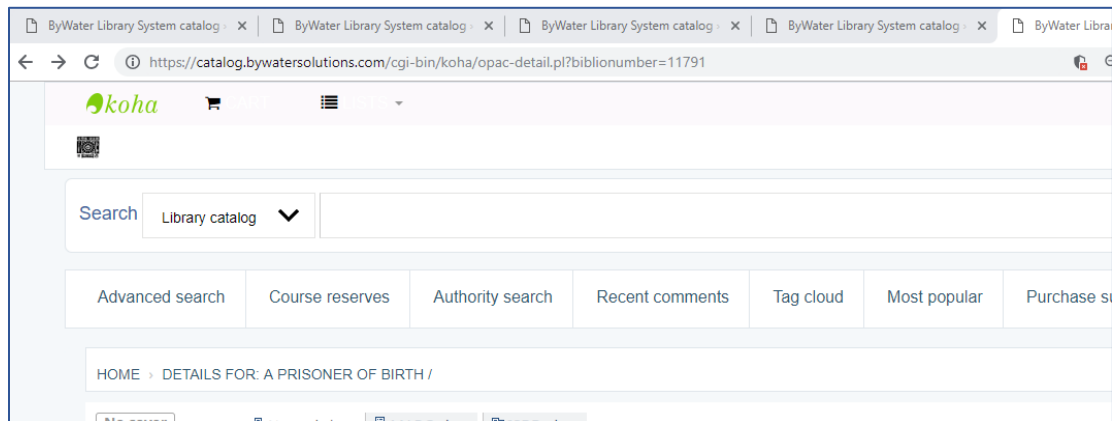 ByWater Library System catalog › ByWater Library System catalog › ByWater Library System catalog › ByWater Library System catalog › ByWater Librar
https://catalog.bywatersolutions.com/cgi-bin/koha/opac-detail.pl?biblionumber=11791
koha CART LISTS
Search Library catalog
Advanced search Course reserves Authority search Recent comments Tag cloud Most popular Purchase su
HOME › DETAILS FOR: A PRISONER OF BIRTH /
No cover